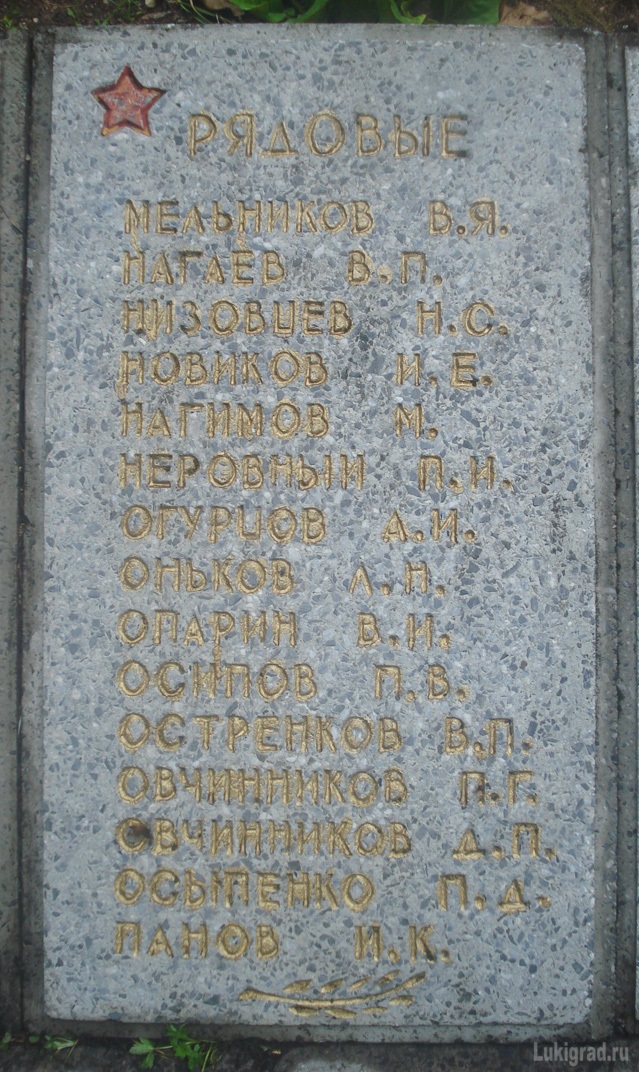 РЯДОВЫЕ
МЕЛЬНИКОВ В.Я.
НАГАЕВ В.П.
НИЗОВЦЕВ Н.С.
НОВИКОВ И.Е.
НАГИМОВ М.
НЕРОВНЫЙ П.И.
ОГУРЦОВ А.И.
ОНЬКОВ Л.Н.
ОПАРИН В.И.
ОСИПОВ П.В.
ОСТРЕНКОВ В.П.
ОВЧИННИКОВ П.Г.
ОВЧИННИКОВ Д.П.
ОСЫПЕНКО П.Д.
ПАНОВ И.К.
Lukigrad.ru